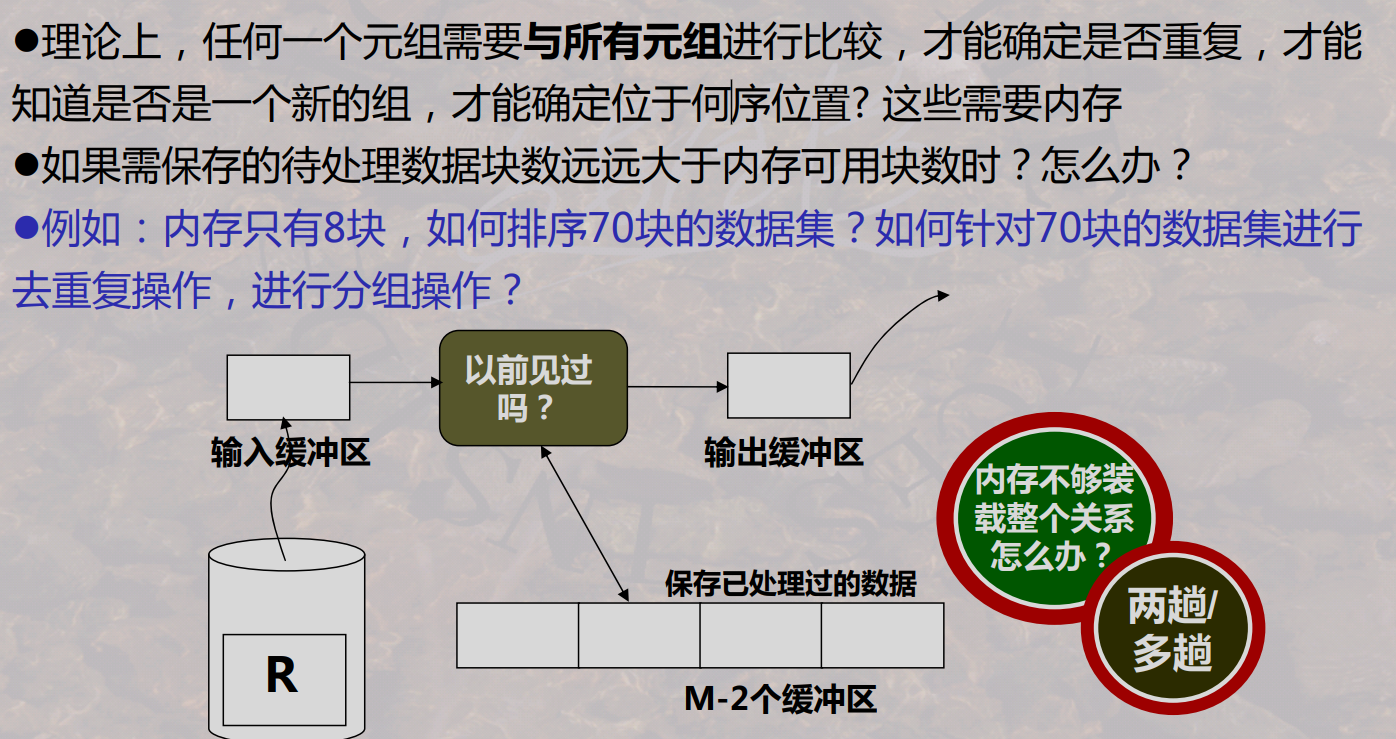 ●理论上，任何一个元组需要与所有元组进行比较，才能确定是否重复，才能
知道是否是一个新的组，才能确定位于何序位置？这些需要内存
●如果需保存的待处理数据块数远远大于内存可用块数时？怎么办？
●例如：内存只有8块，如何排序70块的数据集？如何针对70块的数据集进行
去重复操作，进行分组操作？
以前见过
吗？
输入缓冲区
输出缓冲区
内存不够装
载整个关系
怎么办？
保存已处理过的数据
两趟/
多趟
R
M-2个缓冲区